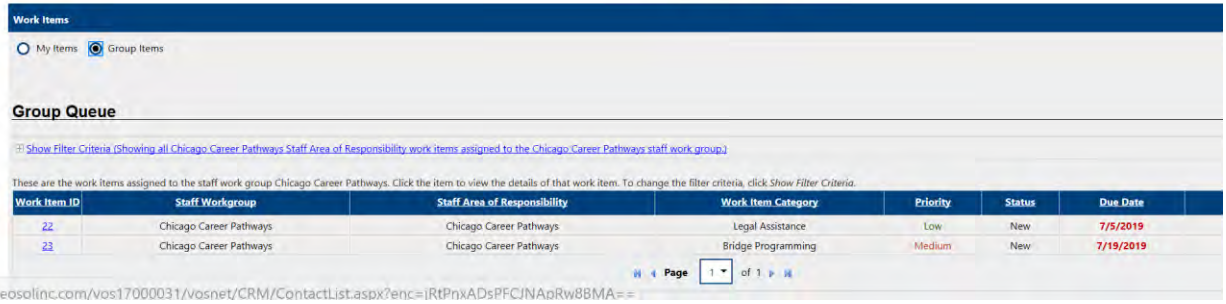 Work Items
My Items Group Items
Group Queue
Show Filter Criteria (Showing all Chicago Career Pathways Staff Area of Responsibility work items assigned to the Chicago Career Pathways staff work group.)
These are the work items assigned to the staff work group Chicago Career Pathways. Click the item to view the details of that work item. To change the filter criteria, click Show Filter Criteria.
Work Item ID Staff Workgroup Staff Area of Responsibility Work Item Category Priority Status Due Date
22 Chicago Career Pathways Chicago Career Pathways Legal Assistance Low New 7/5/2019
23 Chicago Career Pathways Chicago Career Pathways Bridge Programming Medium New 7/19/2019
Page 1 of 1
eosolinc.com/vos17000031/vosnet/CRM/ContactList.aspx?enc=jRtPnxADsPFCJNApRw8BMA==